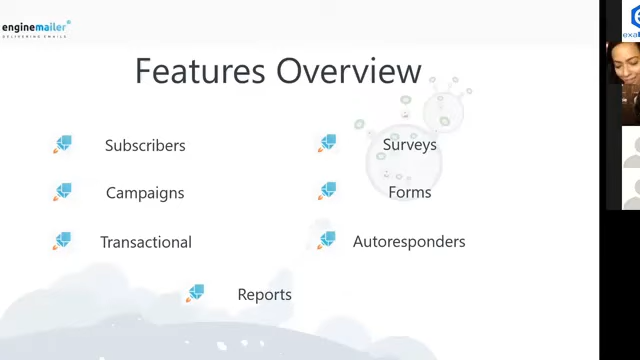 enginemailer
DELIVERING EMAILS
Features Overview
Subscribers
Surveys
Campaigns
Forms
Transactional
Autoresponders
Reports